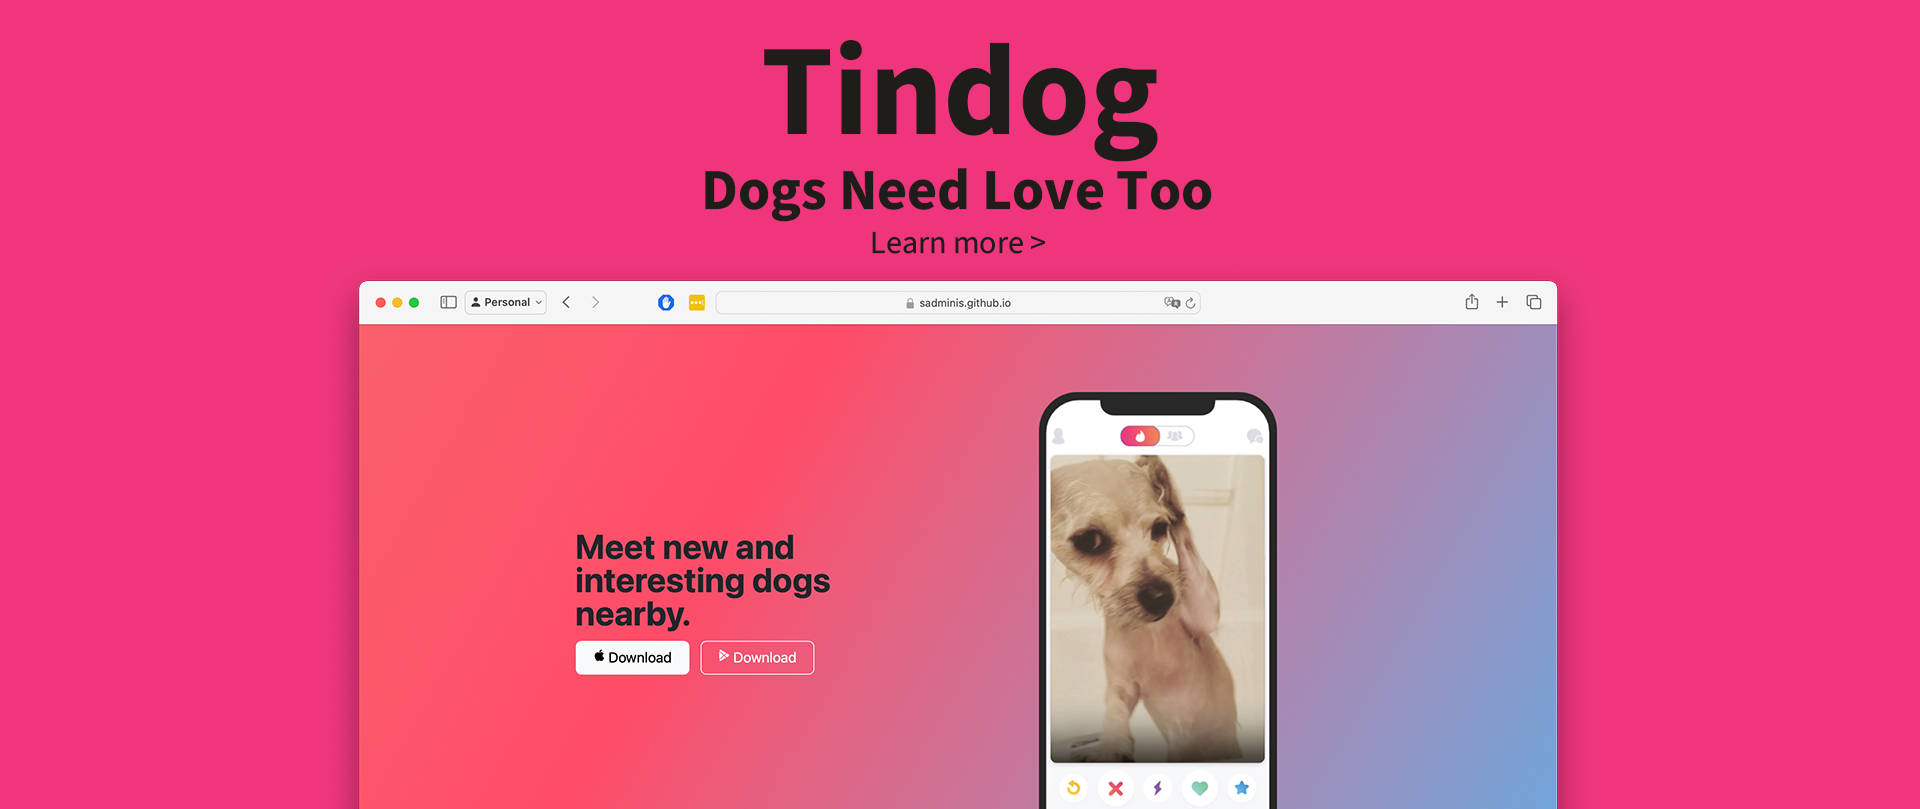 Tindog
Dogs Need Love Too
Learn more >
Personal
sadminis.github.io
Meet new and
interesting dogs
nearby.
Download
Download